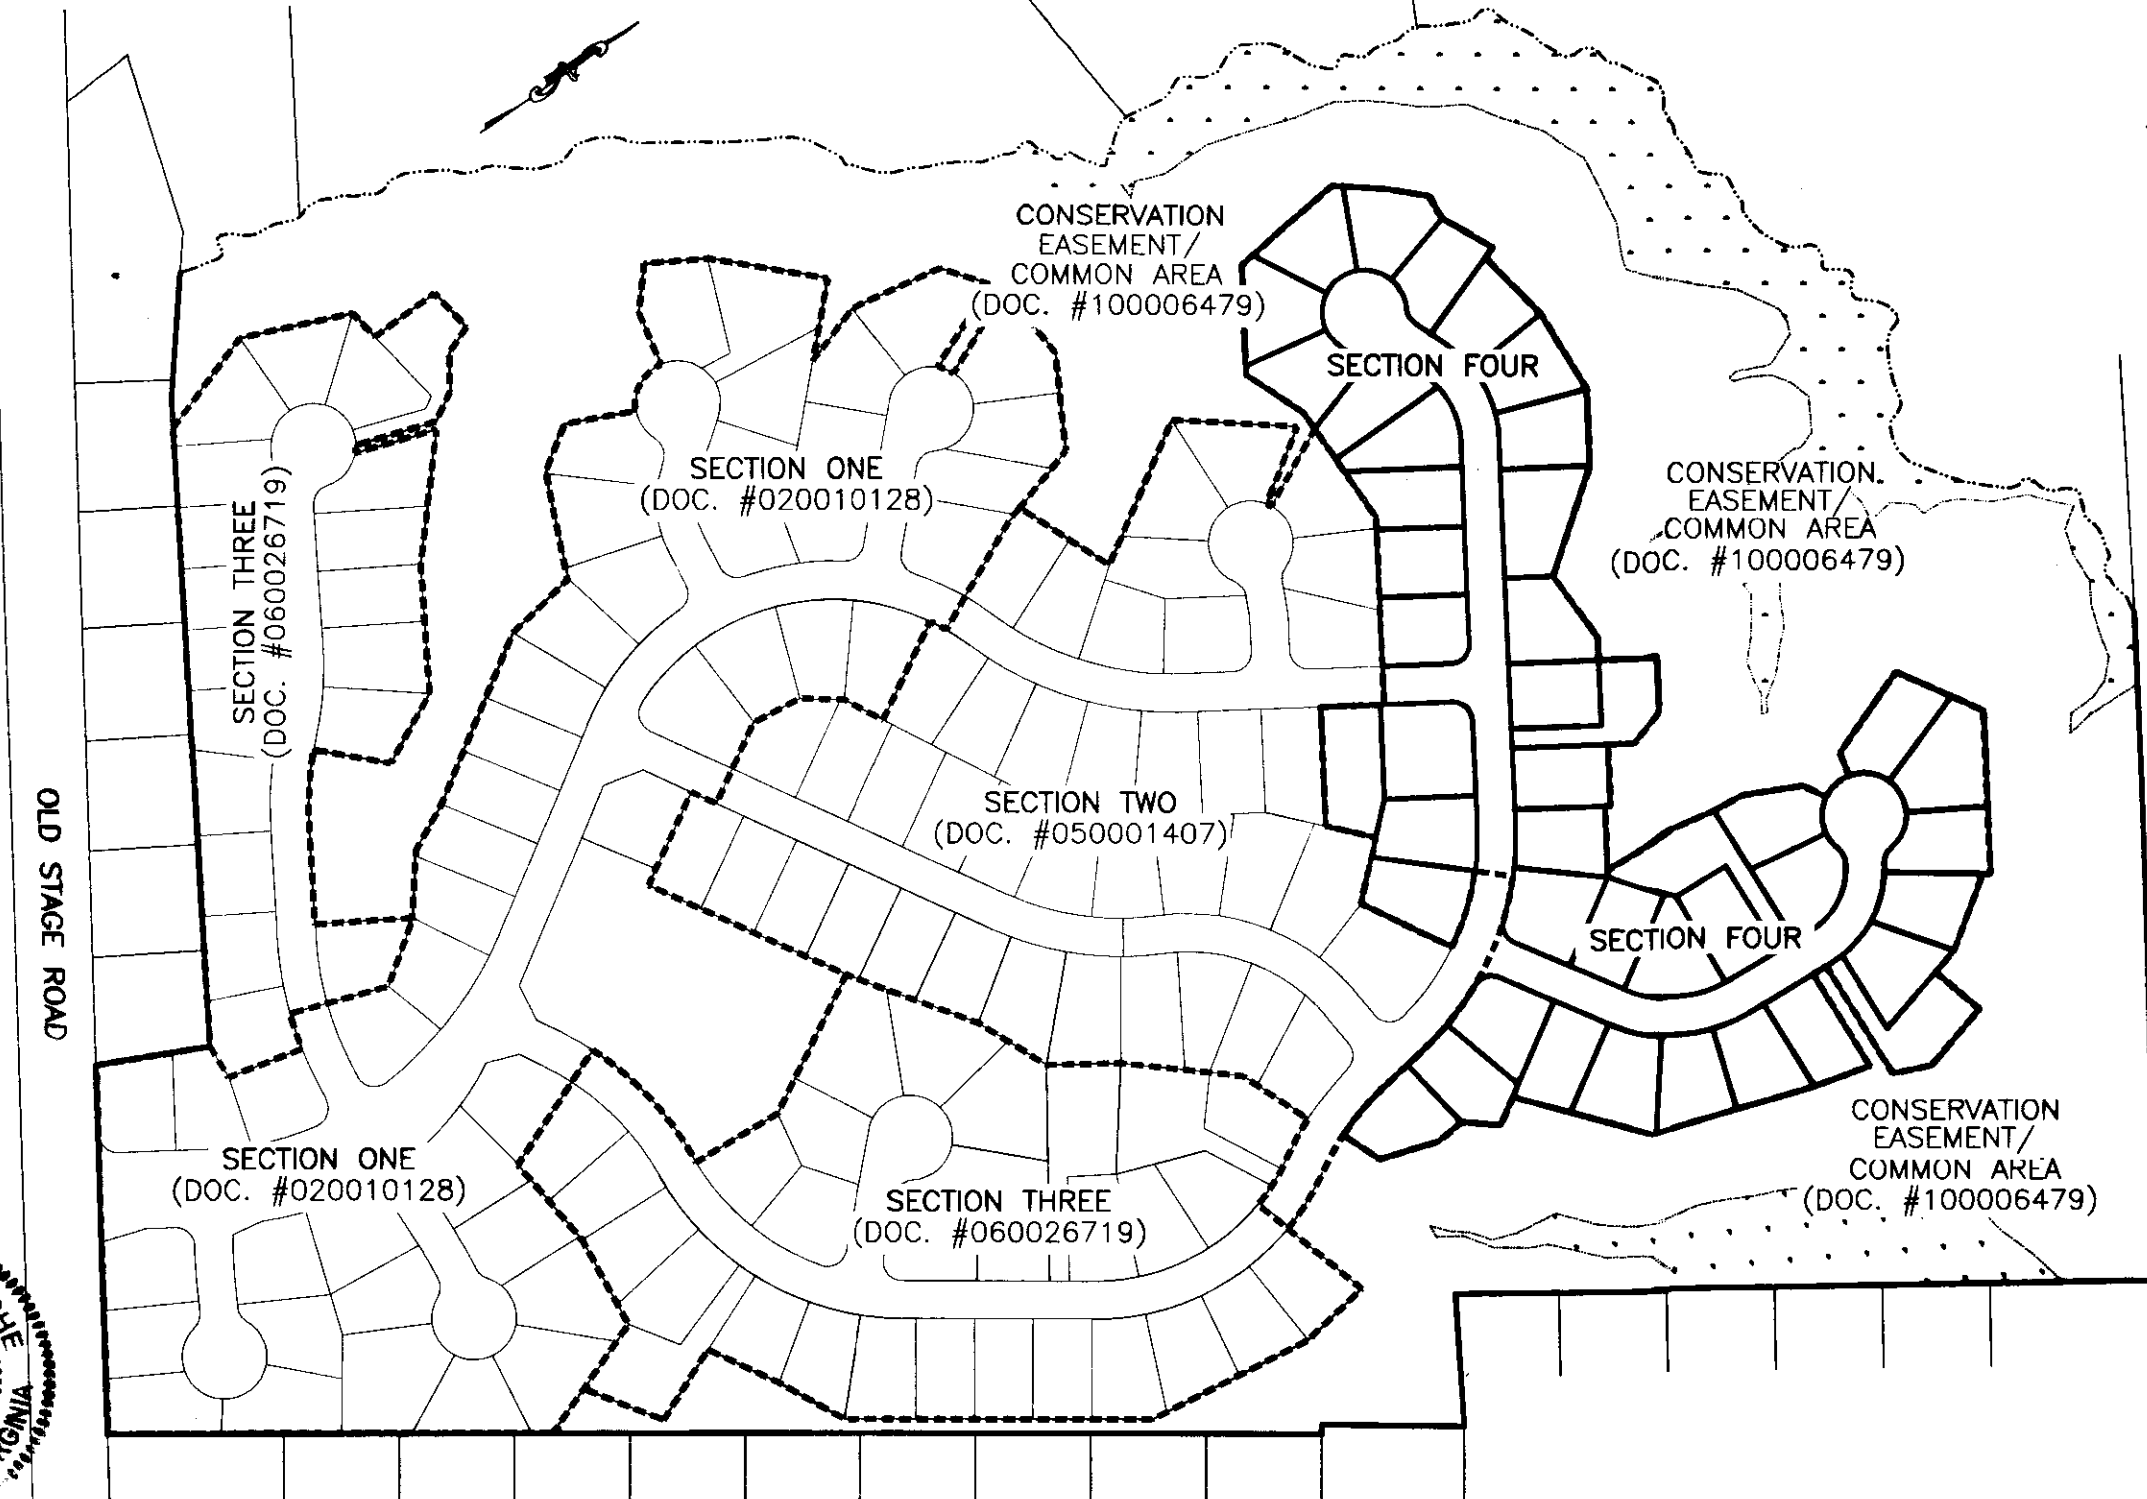 CONSERVATION
EASEMENT/
COMMON AREA
(DOC. #100006479)
SECTION FOUR
SECTION ONE
(DOC. #020010128)
CONSERVATION
EASEMENT/
COMMON AREA
(DOC. #100006479)
SECTION THREE
(DOC. #060026719)
SECTION TWO
(DOC. #050001407)
OLD STAGE ROAD
SECTION FOUR
CONSERVATION
EASEMENT/
COMMON AREA
(DOC. #100006479)
SECTION ONE
(DOC. #020010128)
SECTION THREE
(DOC. #060026719)